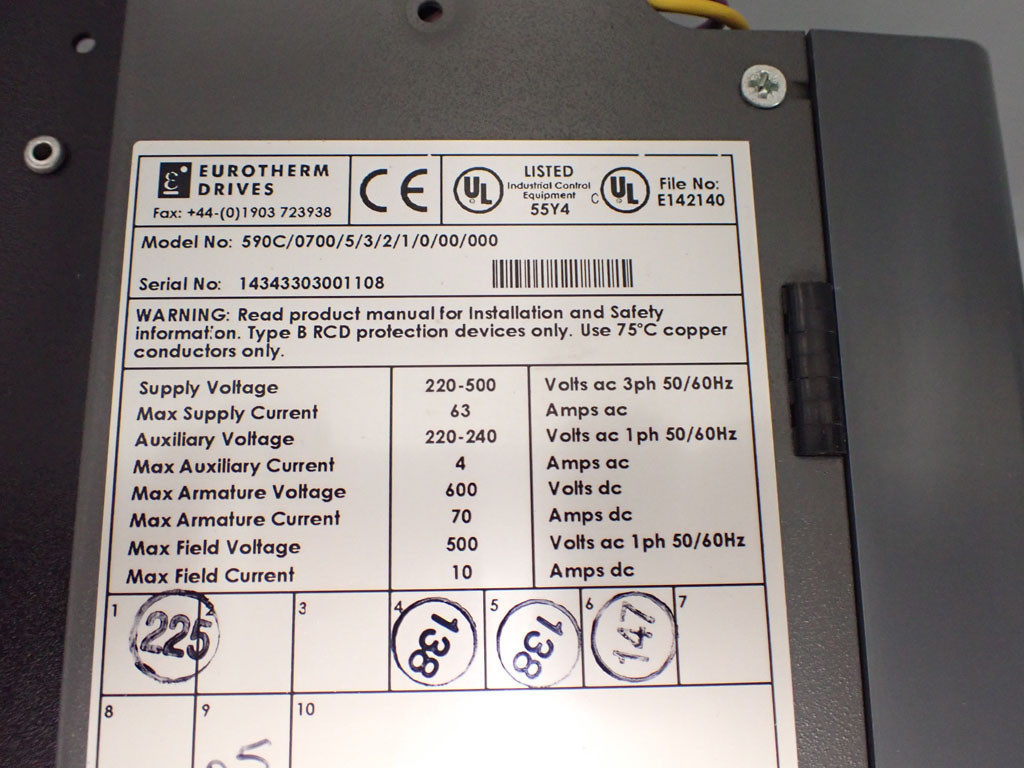 EUROTHERM
DRIVES
Fax: +44-(0)1903 723938
CE
UL
LISTED
Industrial Control
Equipment
55Y4
C UL
File No:
E142140
Model No: 590C/0700/5/3/2/1/0/00/000
Serial No: 14343303001108
WARNING: Read product manual for Installation and Safety
information. Type B RCD protection devices only. Use 75°C copper
conductors only.
Supply Voltage 220-500 Volts ac 3ph 50/60Hz
Max Supply Current 63 Amps ac
Auxiliary Voltage 220-240 Volts ac 1ph 50/60Hz
Max Auxiliary Current 4 Amps ac
Max Armature Voltage 600 Volts dc
Max Armature Current 70 Amps dc
Max Field Voltage 500 Volts ac 1ph 50/60Hz
Max Field Current 10 Amps dc
1 2 3 4 5 6 7
225 138 138 147
8 9 10